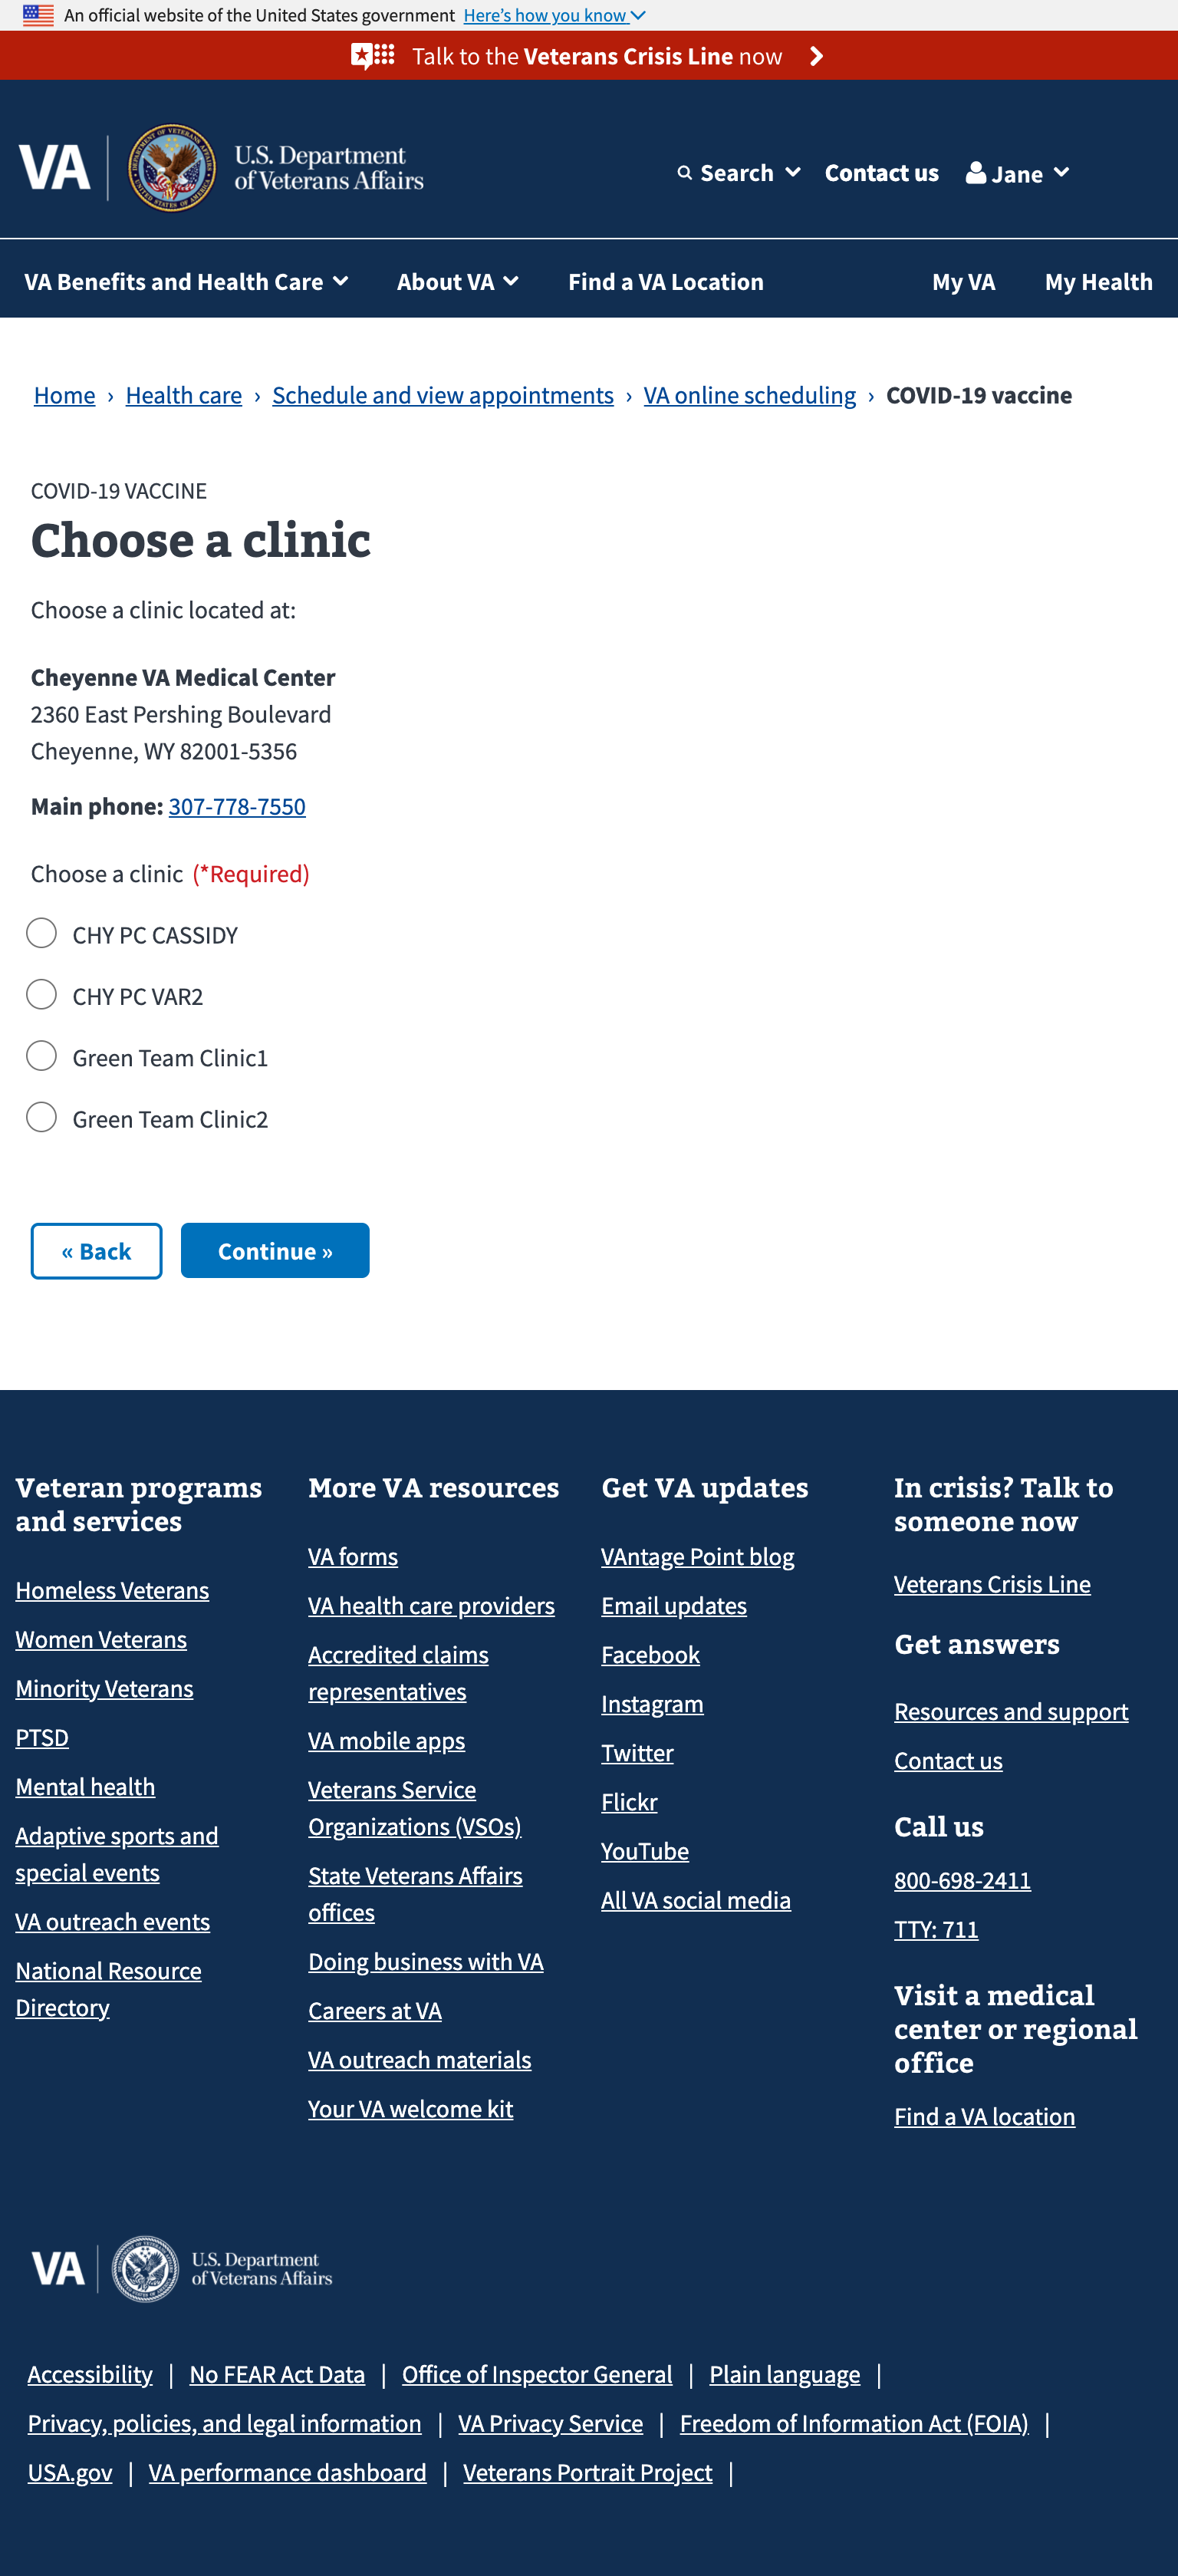 An official website of the United States government Here’s how you know
Talk to the Veterans Crisis Line now
VA U.S. Department
of Veterans Affairs
Search Contact us Jane
VA Benefits and Health Care About VA Find a VA Location My VA My Health
Home › Health care › Schedule and view appointments › VA online scheduling › COVID-19 vaccine
COVID-19 VACCINE
Choose a clinic
Choose a clinic located at:
Cheyenne VA Medical Center
2360 East Pershing Boulevard
Cheyenne, WY 82001-5356
Main phone: 307-778-7550
Choose a clinic (*Required)
CHY PC CASSIDY
CHY PC VAR2
Green Team Clinic1
Green Team Clinic2
« Back Continue »
Veteran programs
and services
Homeless Veterans
Women Veterans
Minority Veterans
PTSD
Mental health
Adaptive sports and
special events
VA outreach events
National Resource
Directory
More VA resources
VA forms
VA health care providers
Accredited claims
representatives
VA mobile apps
Veterans Service
Organizations (VSOs)
State Veterans Affairs
offices
Doing business with VA
Careers at VA
VA outreach materials
Your VA welcome kit
Get VA updates
VAntage Point blog
Email updates
Facebook
Instagram
Twitter
Flickr
YouTube
All VA social media
In crisis? Talk to
someone now
Veterans Crisis Line
Get answers
Resources and support
Contact us
Call us
800-698-2411
TTY: 711
Visit a medical
center or regional
office
Find a VA location
VA U.S. Department
of Veterans Affairs
Accessibility | No FEAR Act Data | Office of Inspector General | Plain language |
Privacy, policies, and legal information | VA Privacy Service | Freedom of Information Act (FOIA) |
USA.gov | VA performance dashboard | Veterans Portrait Project |